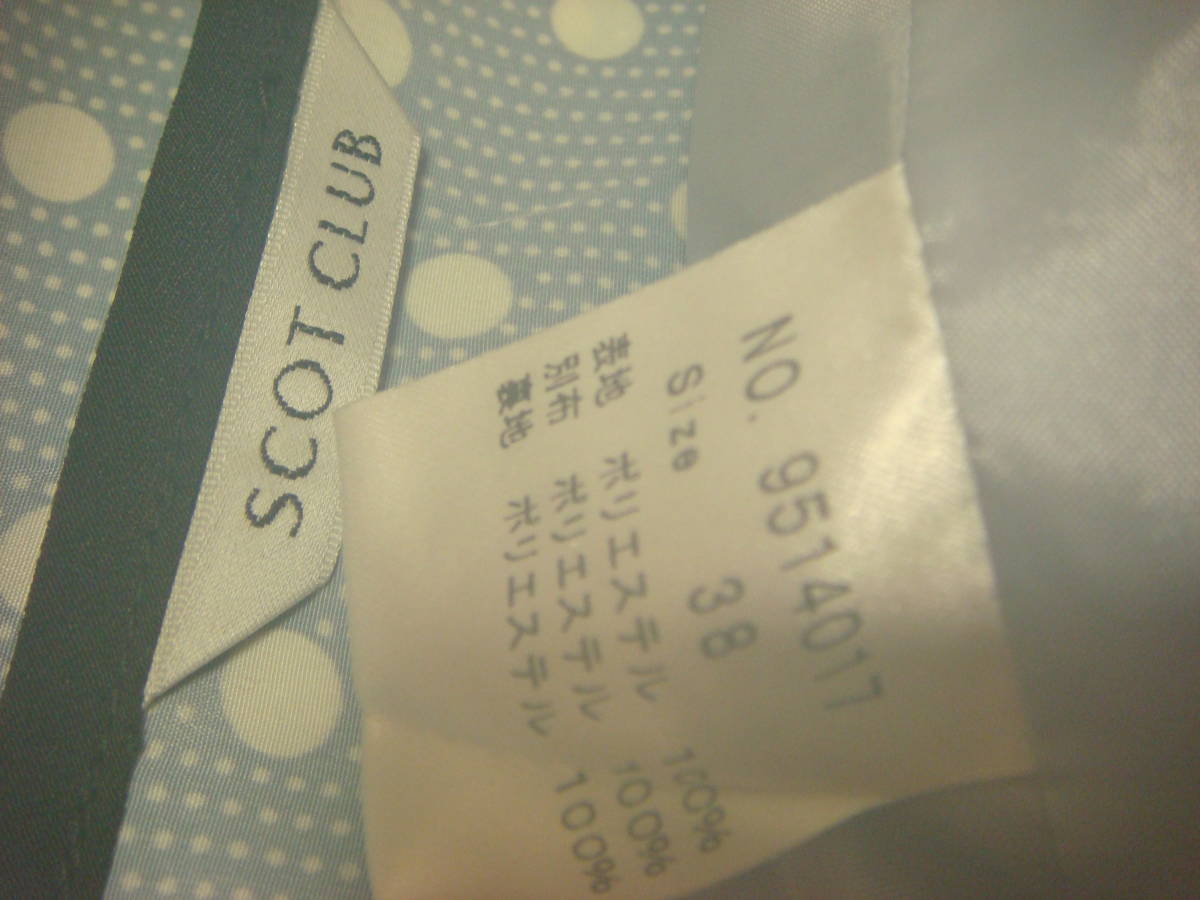 SCOT CLUB
NO. 9514017
Size 38
表地 ポリエステル 100%
別布 ポリエステル 100%
裏地 ポリエステル 100%